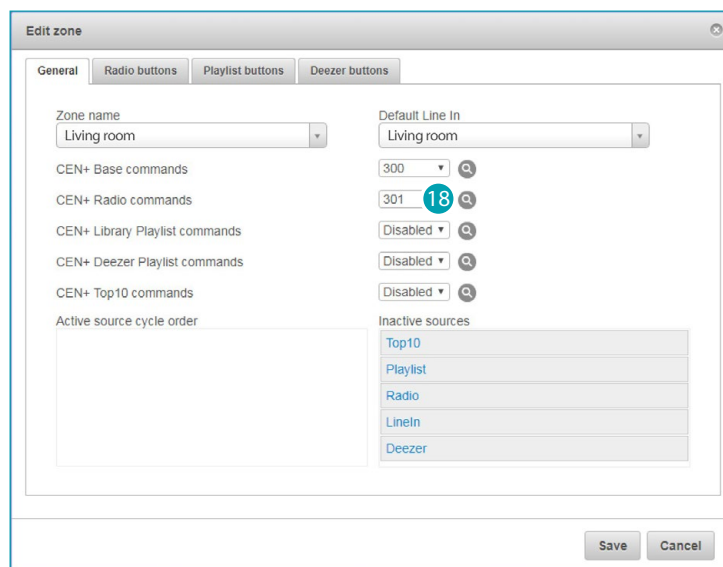 Edit zone
General Radio buttons Playlist buttons Deezer buttons
Zone name Default Line In
Living room Living room
CEN+ Base commands 300
CEN+ Radio commands 301 18
CEN+ Library Playlist commands Disabled
CEN+ Deezer Playlist commands Disabled
CEN+ Top10 commands Disabled
Active source cycle order Inactive sources
Top10
Playlist
Radio
LineIn
Deezer
Save Cancel